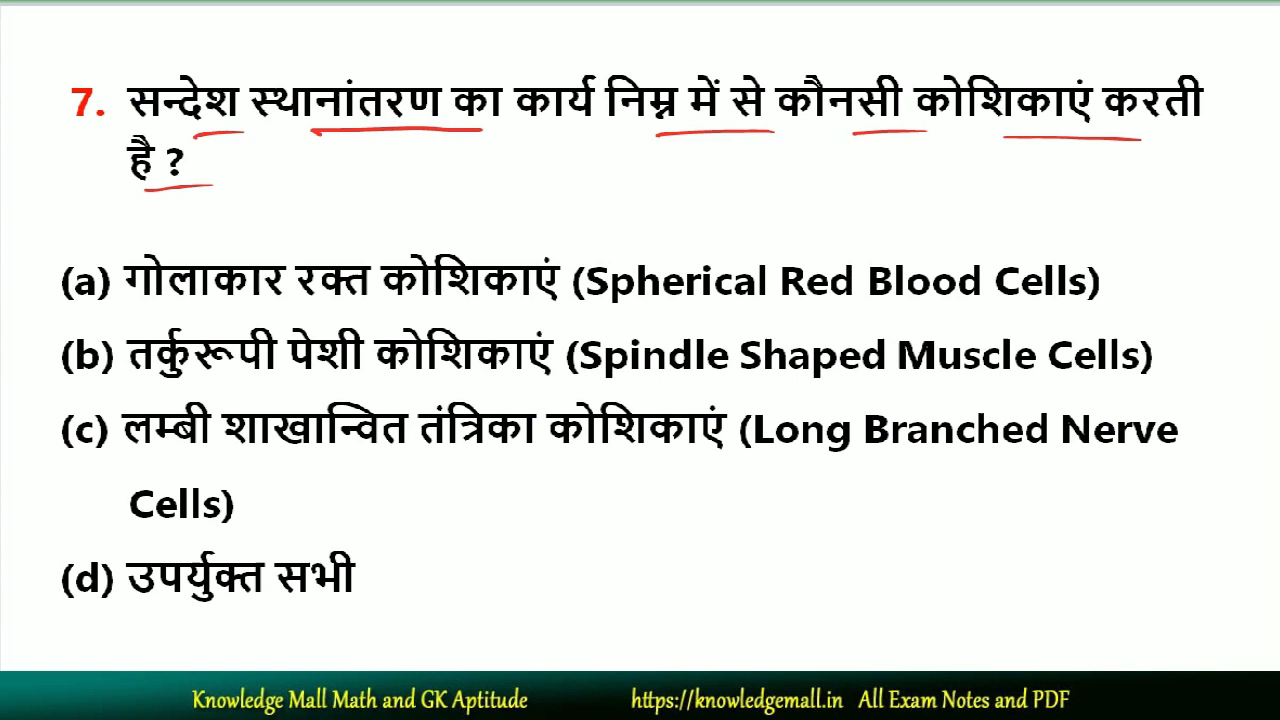 7. सन्देश स्थानांतरण का कार्य निम्न में से कौनसी कोशिकाएं करती
है ?
(a) गोलाकार रक्त कोशिकाएं (Spherical Red Blood Cells)
(b) तर्कुरूपी पेशी कोशिकाएं (Spindle Shaped Muscle Cells)
(c) लम्बी शाखान्वित तंत्रिका कोशिकाएं (Long Branched Nerve
Cells)
(d) उपर्युक्त सभी
Knowledge Mall Math and GK Aptitude https://knowledgemall.in All Exam Notes and PDF